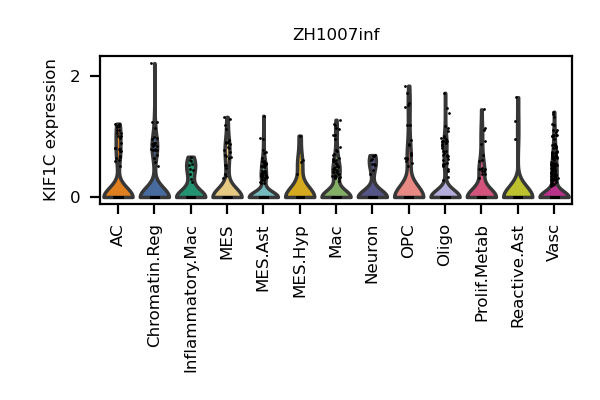 ZH1007inf
KIF1C expression
2
0
AC
Chromatin.Reg
Inflammatory.Mac
MES
MES.Ast
MES.Hyp
Mac
Neuron
OPC
Oligo
Prolif.Metab
Reactive.Ast
Vasc